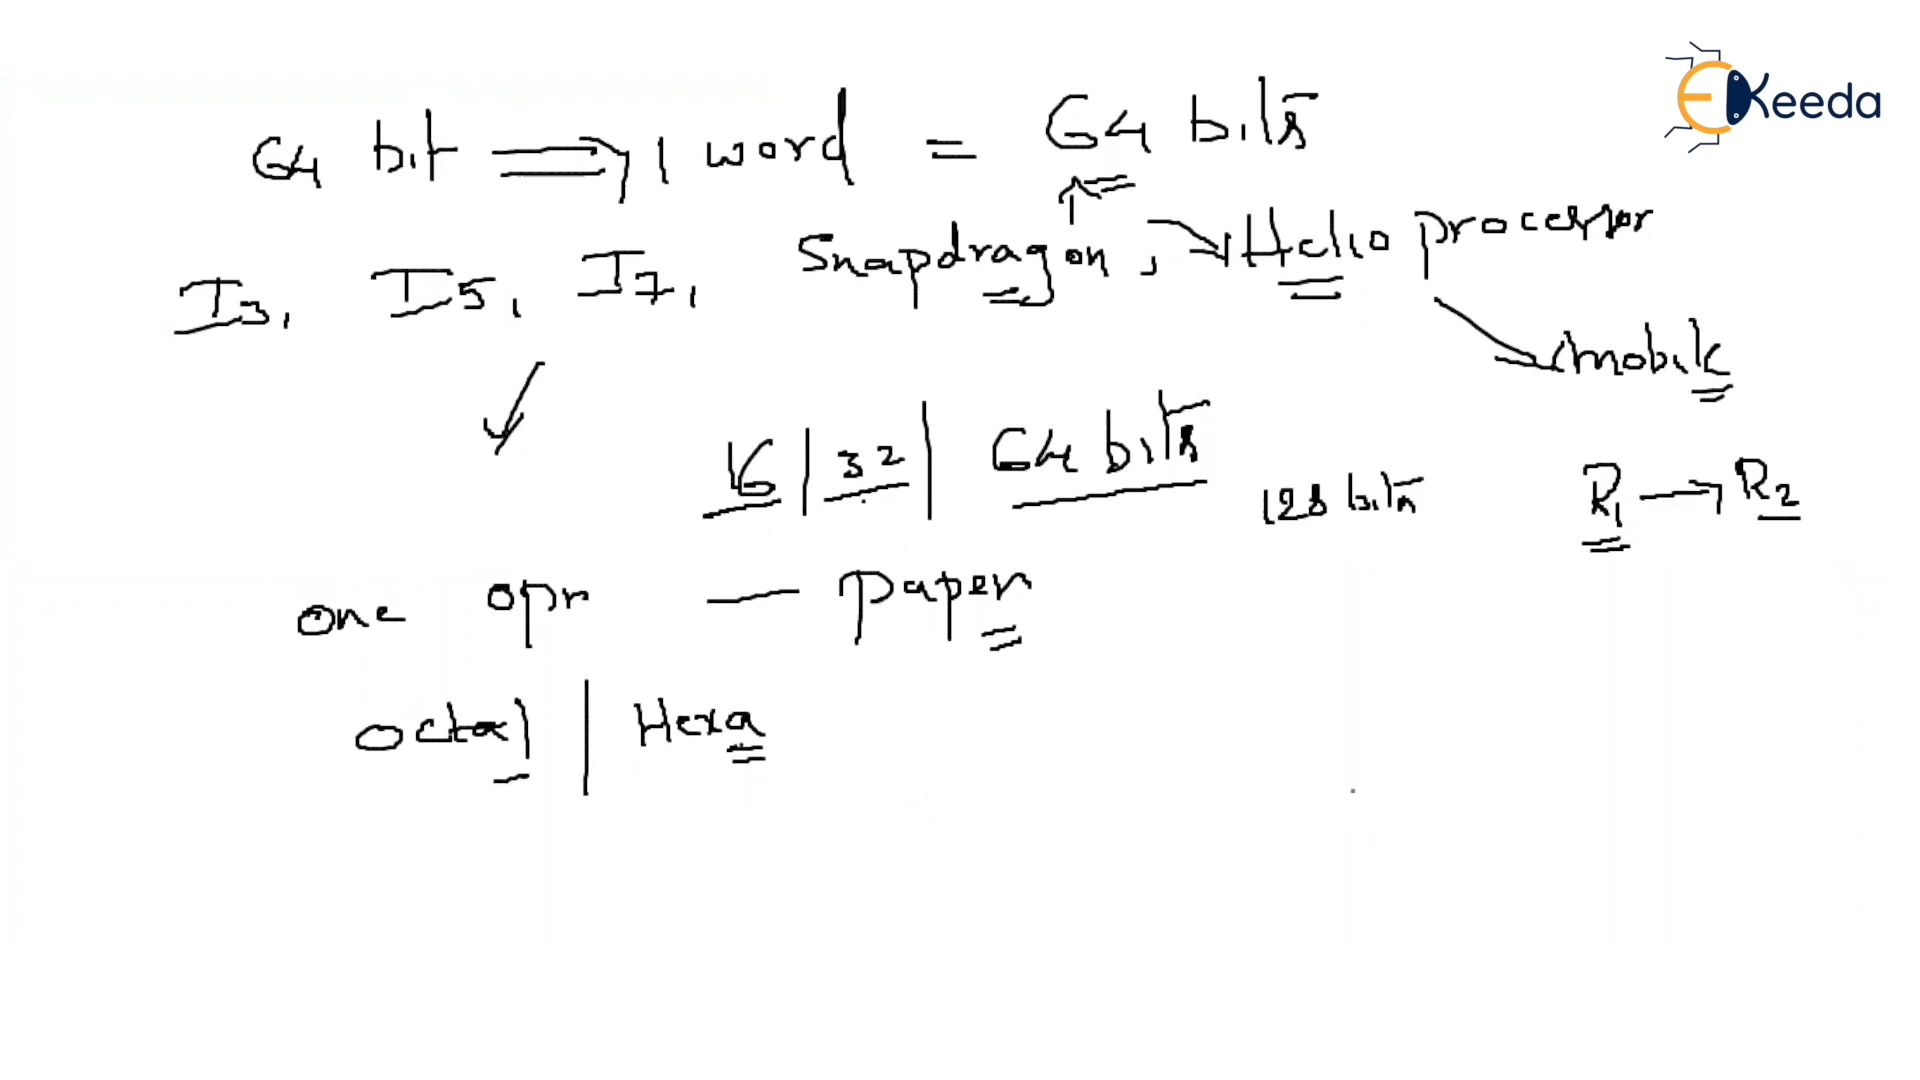 EKeeda
64 bit ⟹ 1 word = 64 bits
I3, I5, I7, Snapdragon, → Helio processor
→ mobile
16 | 32 | 64 bits 128 bits R1 → R2
one opr — paper
octal | Hexa